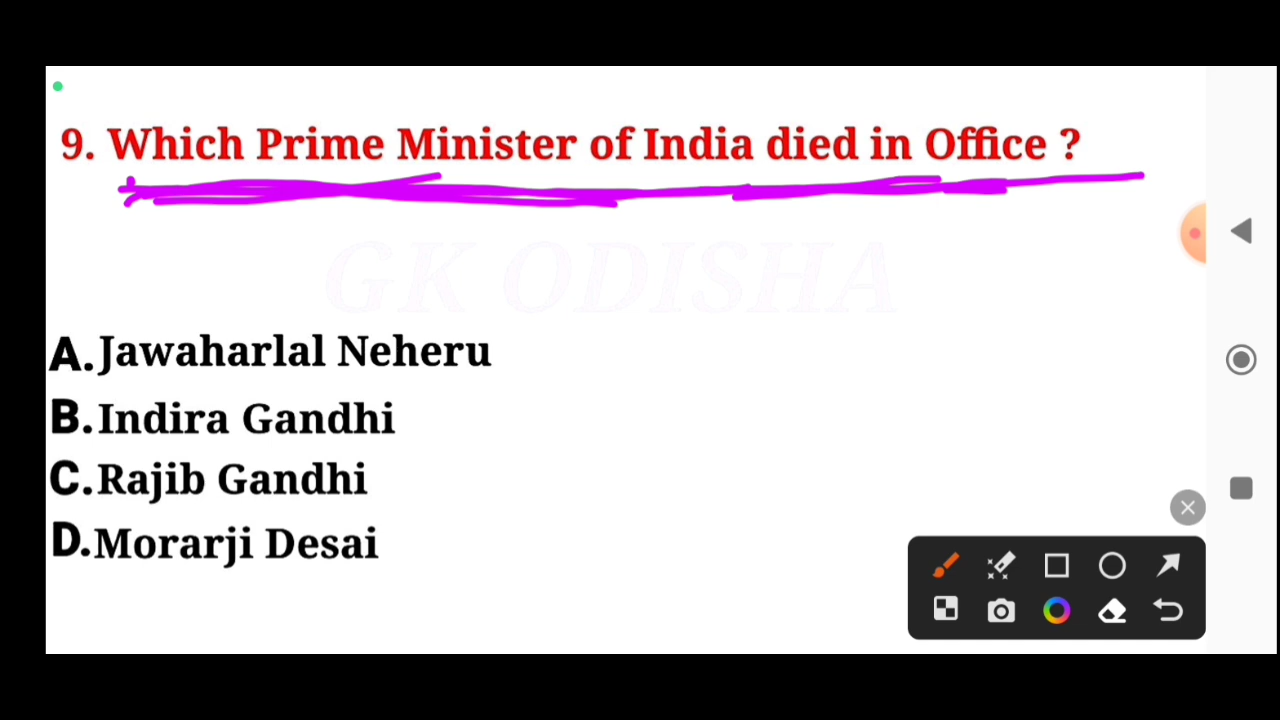 9. Which Prime Minister of India died in Office ?
GK ODISHA
A.Jawaharlal Neheru
B.Indira Gandhi
C.Rajib Gandhi
D.Morarji Desai